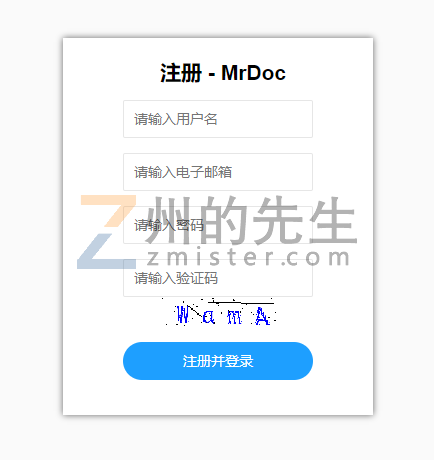 注册 - MrDoc
请输入用户名
请输入电子邮箱
州的先生
请输入密码
zmister.com
请输入验证码
W a m A
注册并登录